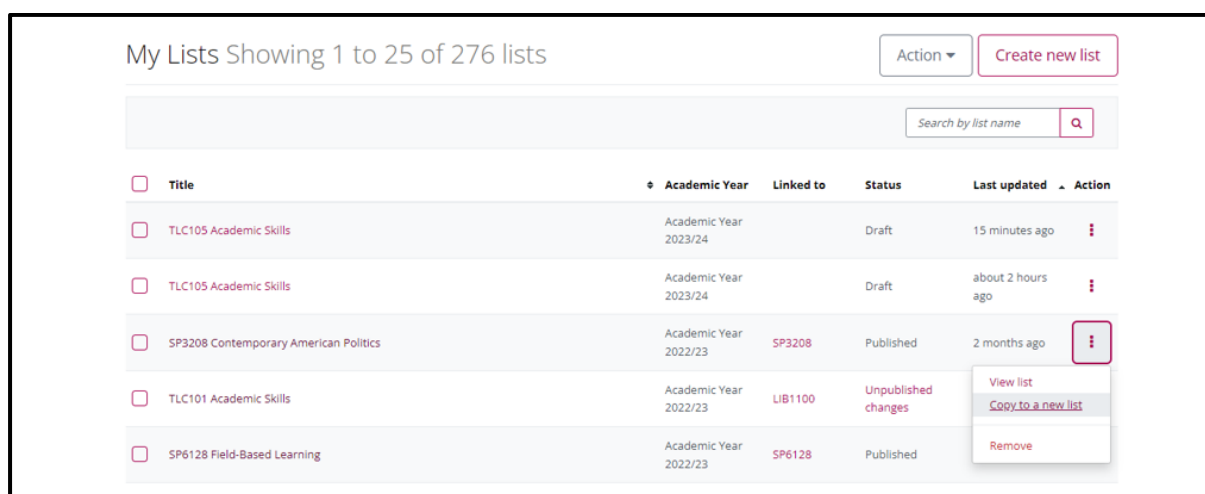 My Lists Showing 1 to 25 of 276 lists
Action
Create new list
Search by list name
Title Academic Year Linked to Status Last updated Action
TLC105 Academic Skills Academic Year 2023/24 Draft 15 minutes ago
TLC105 Academic Skills Academic Year 2023/24 Draft about 2 hours ago
SP3208 Contemporary American Politics Academic Year 2022/23 SP3208 Published 2 months ago
View list
Copy to a new list
Remove
TLC101 Academic Skills Academic Year 2022/23 LIB1100 Unpublished changes
SP6128 Field-Based Learning Academic Year 2022/23 SP6128 Published